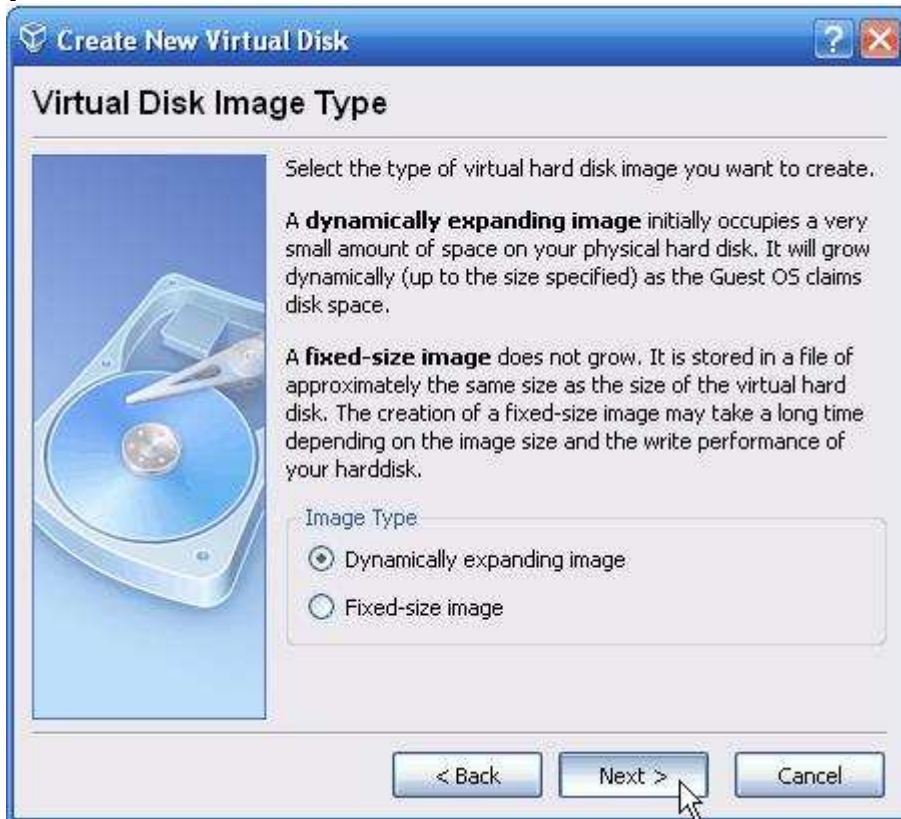 Create New Virtual Disk
Virtual Disk Image Type
Select the type of virtual hard disk image you want to create.
A dynamically expanding image initially occupies a very
small amount of space on your physical hard disk. It will grow
dynamically (up to the size specified) as the Guest OS claims
disk space.
A fixed-size image does not grow. It is stored in a file of
approximately the same size as the size of the virtual hard
disk. The creation of a fixed-size image may take a long time
depending on the image size and the write performance of
your harddisk.
Image Type
Dynamically expanding image
Fixed-size image
< Back
Next >
Cancel